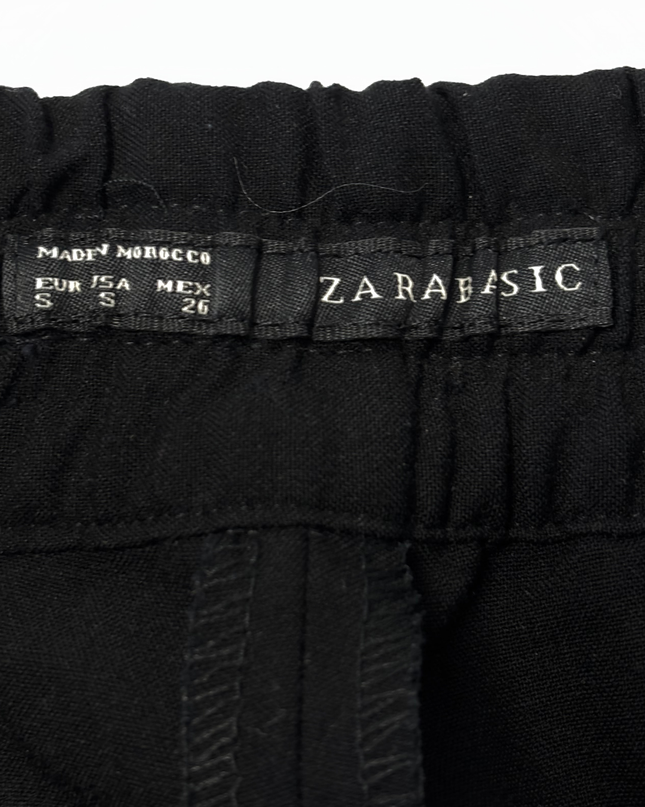 MADE IN MOROCCO
EUR USA MEX
S S 26
ZARA BASIC